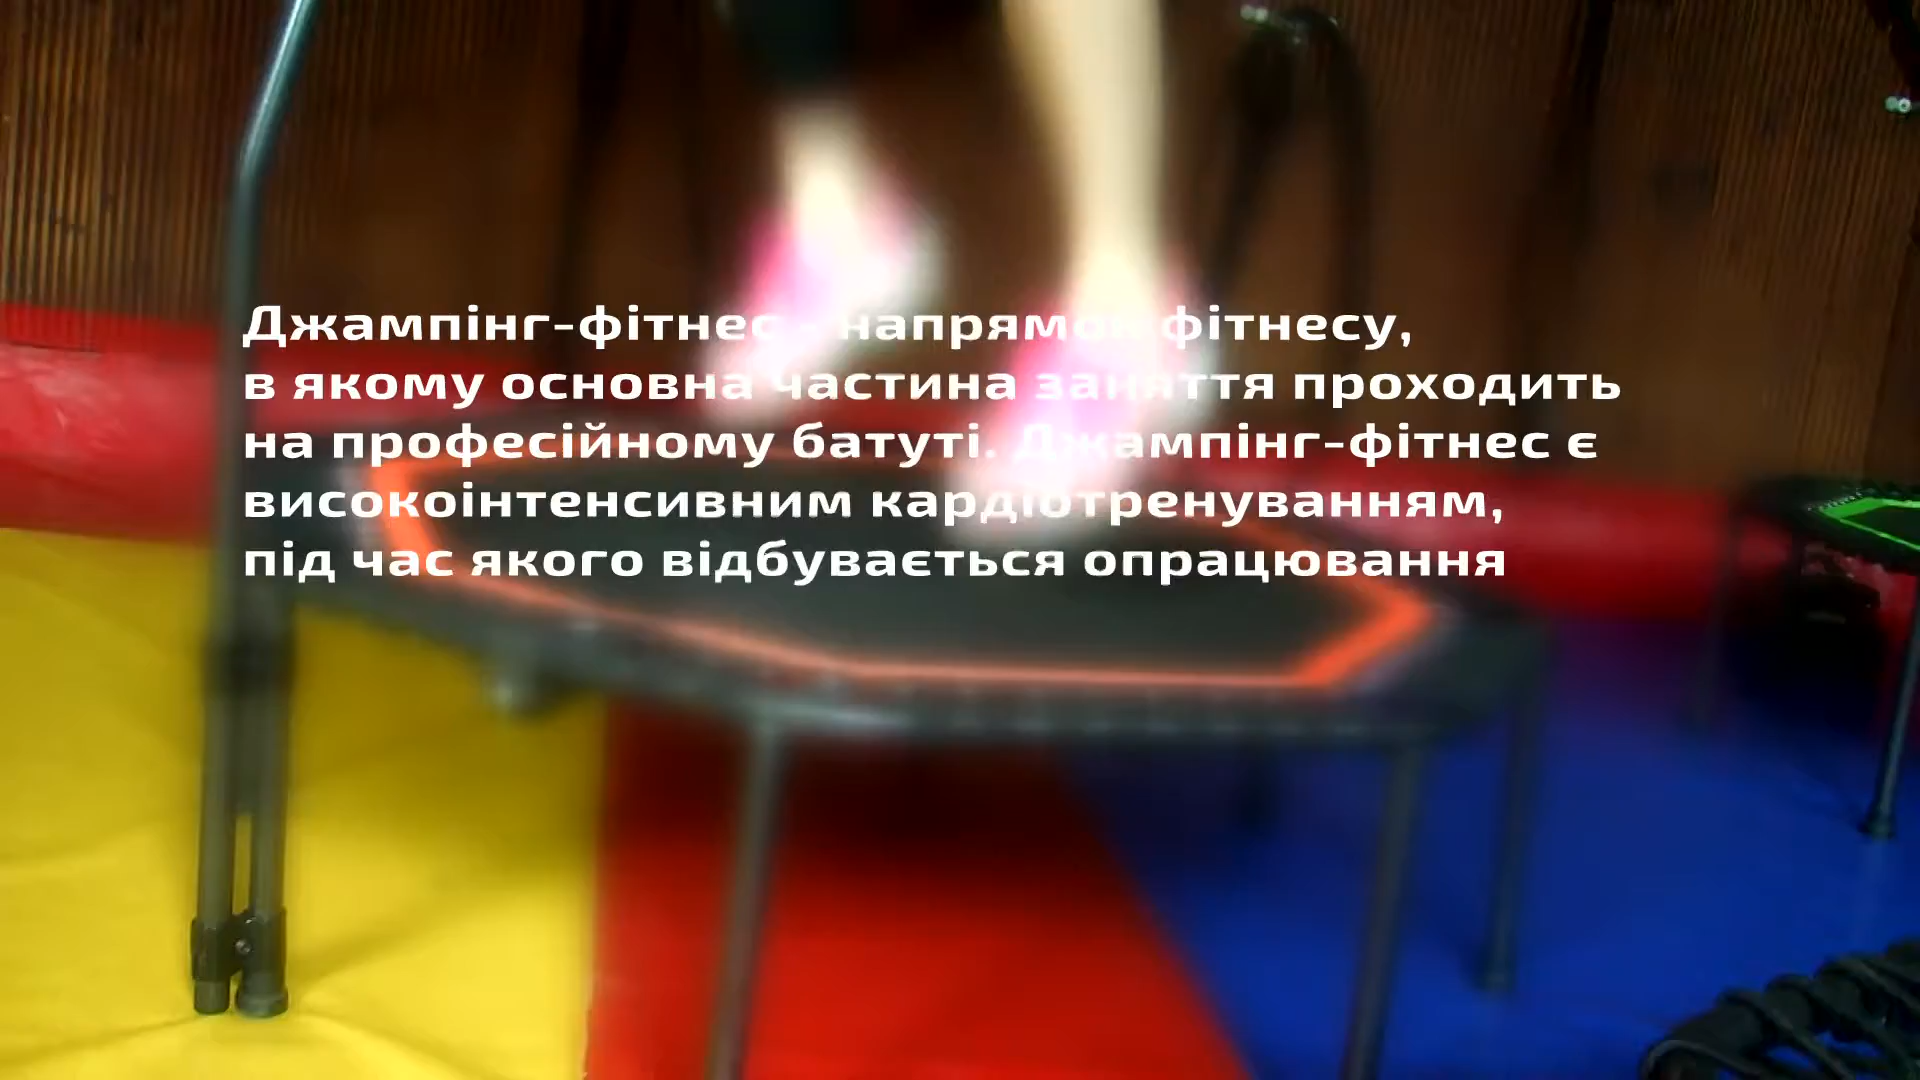 Джампінг-фітнес - напрямок фітнесу,
в якому основна частина заняття проходить
на професійному батуті. Джампінг-фітнес є
високоінтенсивним кардіотренуванням,
під час якого відбувається опрацювання